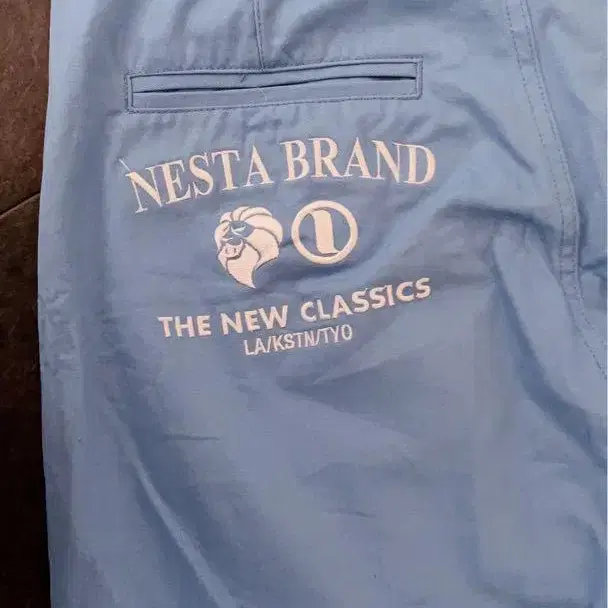 NESTA BRAND
THE NEW CLASSICS
LA/KSTN/TYO